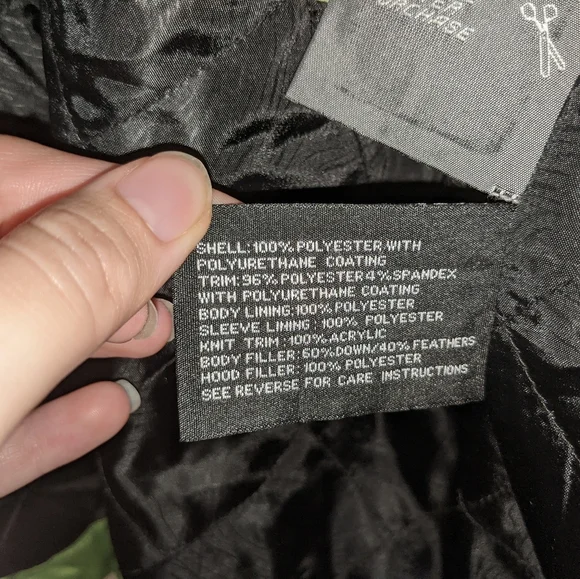 AFTER
PURCHASE
SHELL:100% POLYESTER WITH
POLYURETHANE COATING
TRIM:96% POLYESTER 4% SPANDEX
WITH POLYURETHANE COATING
BODY LINING:100% POLYESTER
SLEEVE LINING: 100% POLYESTER
KNIT TRIM:100% ACRYLIC
BODY FILLER:60% DOWN/40% FEATHERS
HOOD FILLER: 100% POLYESTER
SEE REVERSE FOR CARE INSTRUCTIONS